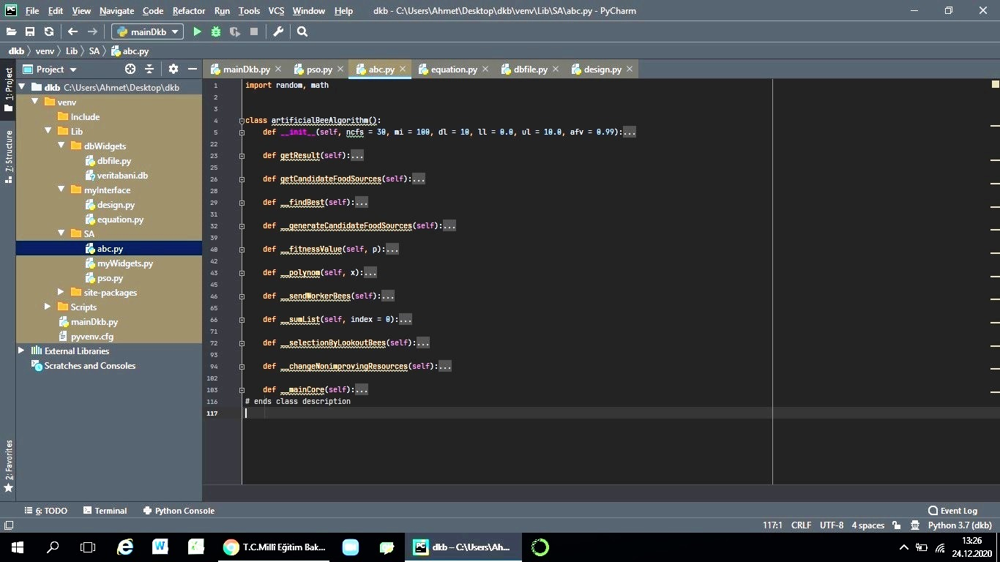 File Edit View Navigate Code Refactor Run Tools VCS Window Help dkb - C:\Users\Ahmet\Desktop\dkb\venv\Lib\SA\abc.py - PyCharm
mainDkb
dkb venv Lib SA abc.py
Project
mainDkb.py pso.py abc.py equation.py dbfile.py design.py
1: Project
7: Structure
2: Favorites
dkb C:\Users\Ahmet\Desktop\dkb
venv
Include
Lib
dbWidgets
dbfile.py
veritabani.db
myInterface
design.py
equation.py
SA
abc.py
myWidgets.py
pso.py
site-packages
Scripts
mainDkb.py
pyvenv.cfg
External Libraries
Scratches and Consoles
1 import random, math
2
3
4 class artificialBeeAlgorithm():
5 def __init__(self, ncfs = 30, mi = 100, dl = 10, ll = 0.0, ul = 10.0, afv = 0.99):...
22
23 def getResult(self):...
25
26 def getCandidateFoodSources(self):...
28
29 def __findBest(self):...
31
32 def __generateCandidateFoodSources(self):...
39
40 def __fitnessValue(self, p):...
42
43 def __polynom(self, x):...
45
46 def __sendWorkerBees(self):...
65
66 def __sumList(self, index = 0):...
71
72 def __selectionByLookoutBees(self):...
93
94 def __changeNonimprovingResources(self):...
102
103 def __mainCore(self):...
116 # ends class description
117
6: TODO Terminal Python Console Event Log
117:1 CRLF UTF-8 4 spaces Python 3.7 (dkb)
T.C.Millî Eğitim Bak... dkb – C:\Users\Ah...
13:26
24.12.2020